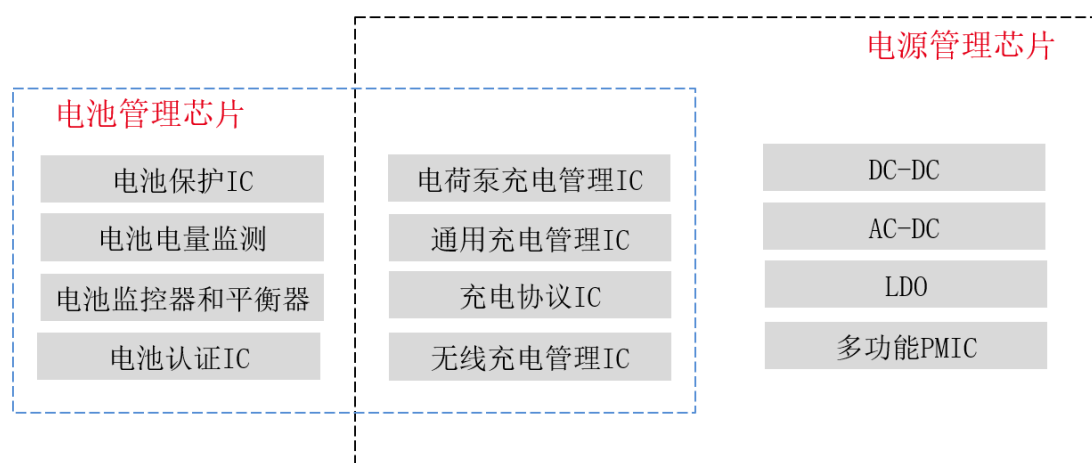 电源管理芯片
电池管理芯片
电池保护IC
电池电量监测
电池监控器和平衡器
电池认证IC
电荷泵充电管理IC
通用充电管理IC
充电协议IC
无线充电管理IC
DC-DC
AC-DC
LDO
多功能PMIC